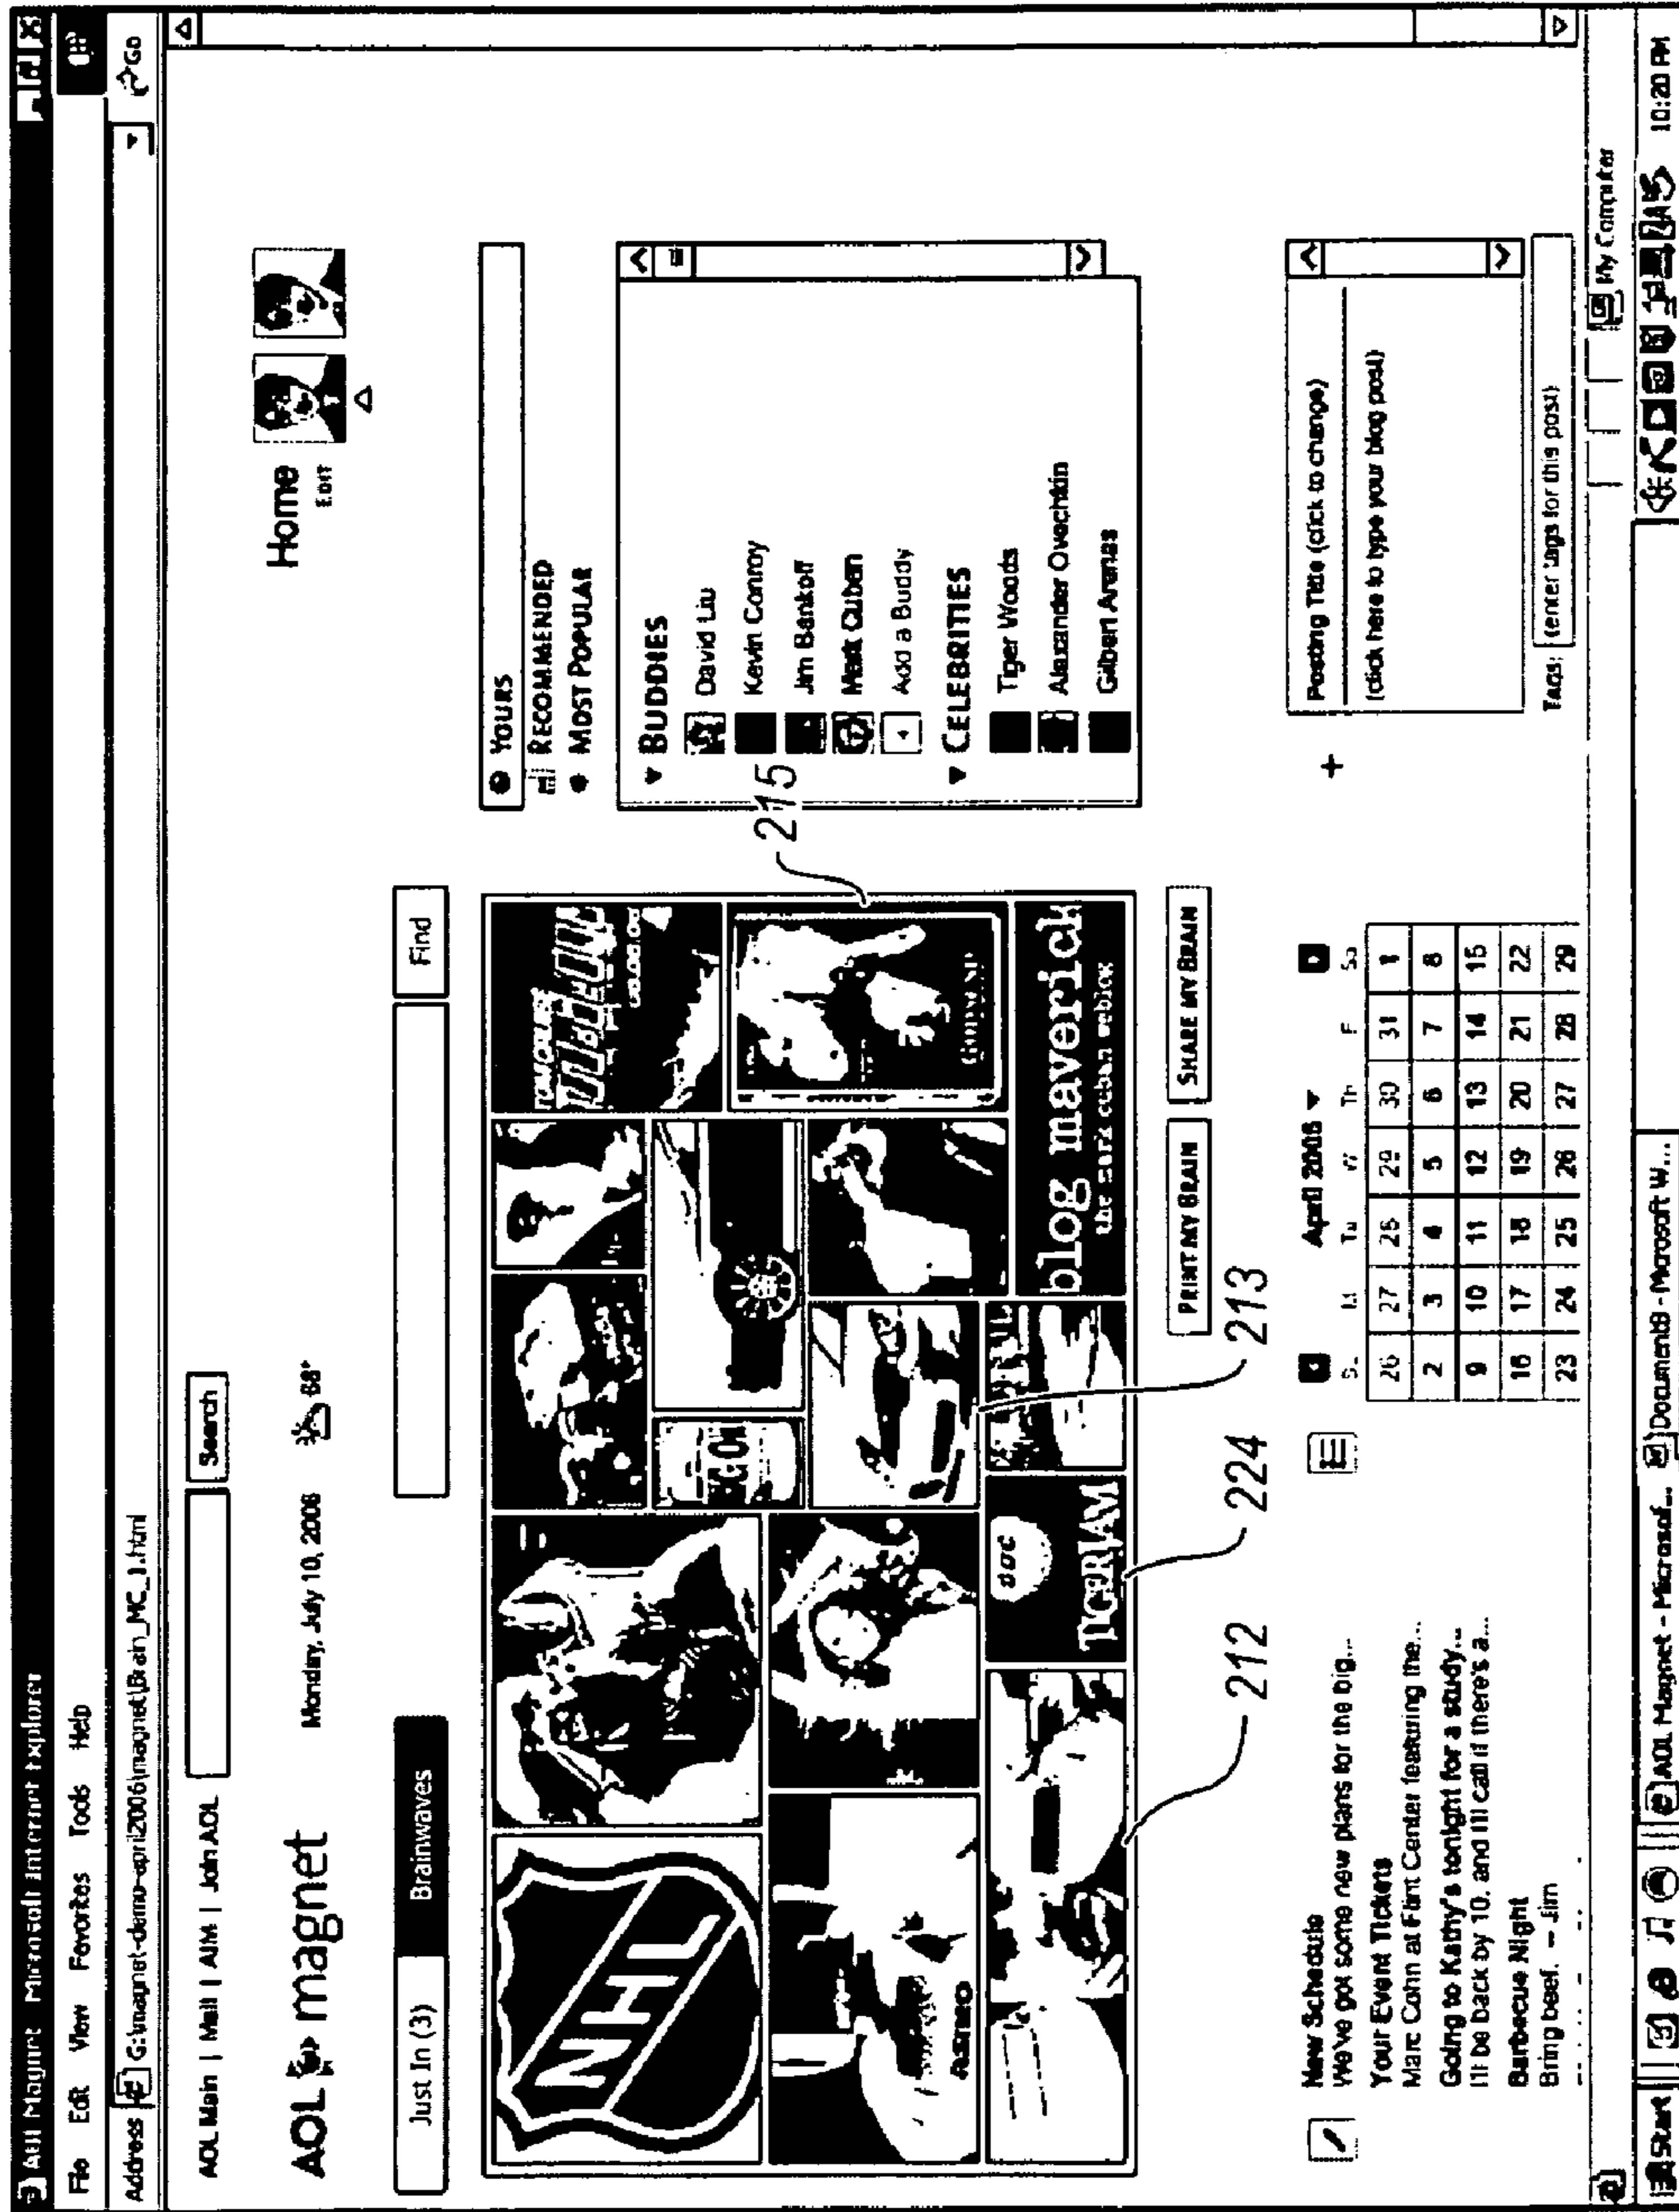 AOL Magnet Microsoft Internet Explorer
File Edit View Favorites Tools Help
Address G:\magnet-demo-april2006\magnet\Brain_MC_1.html Go
AOL Main | Mail | AIM | Join AOL Search
AOL magnet Monday, July 10, 2006 68° Home
EDIT
Just In (3) Brainwaves Find
YOURS
RECOMMENDED
MOST POPULAR
NHL
215
BUDDIES
David Liu
Kevin Conroy
Jim Bankoff
Mark Cuban
Add a Buddy
CELEBRITIES
Tiger Woods
Alexander Ovechkin
Gilbert Arenas
TIGERJAM
blog maverick
the mark cuban weblog
PRINT MY BRAIN SHARE MY BRAIN
212 224 213
New Schedule
We've got some new plans for the big...
Your Event Tickets
Marc Cohn at Flint Center featuring the...
Going to Kathy's tonight for a study...
I'll be back by 10, and I'll call if there's a...
Barbecue Night
Bring beef. -- Jim
April 2006
Su M Tu W Th F Sa
26 27 28 29 30 31 1
2 3 4 5 6 7 8
9 10 11 12 13 14 15
16 17 18 19 20 21 22
23 24 25 26 27 28 29
+
Posting Title (click to change)
(click here to type your blog post)
TAGS: (enter tags for this post)
My Computer
Start AOL Magnet - Microsof... Document9 - Microsoft W... 10:20 PM